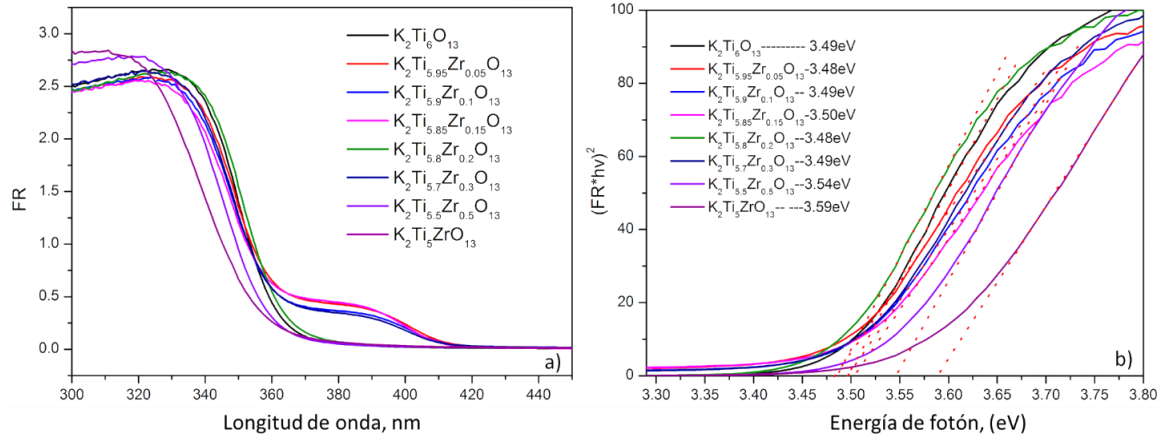 3.0
2.5
2.0
1.5
1.0
0.5
0.0
FR
300 320 340 360 380 400 420 440
Longitud de onda, nm
K₂Ti₆O₁₃
K₂Ti₅.₉₅Zr₀.₀₅O₁₃
K₂Ti₅.₉Zr₀.₁O₁₃
K₂Ti₅.₈₅Zr₀.₁₅O₁₃
K₂Ti₅.₈Zr₀.₂O₁₃
K₂Ti₅.₇Zr₀.₃O₁₃
K₂Ti₅.₅Zr₀.₅O₁₃
K₂Ti₅ZrO₁₃
a)
100
80
60
40
20
0
(FR*hv)²
3.30 3.35 3.40 3.45 3.50 3.55 3.60 3.65 3.70 3.75 3.80
Energía de fotón, (eV)
K₂Ti₆O₁₃--------- 3.49eV
K₂Ti₅.₉₅Zr₀.₀₅O₁₃-3.48eV
K₂Ti₅.₉Zr₀.₁O₁₃-- 3.49eV
K₂Ti₅.₈₅Zr₀.₁₅O₁₃-3.50eV
K₂Ti₅.₈Zr₀.₂O₁₃--3.48eV
K₂Ti₅.₇Zr₀.₃O₁₃--3.49eV
K₂Ti₅.₅Zr₀.₅O₁₃--3.54eV
K₂Ti₅ZrO₁₃-- ---3.59eV
b)